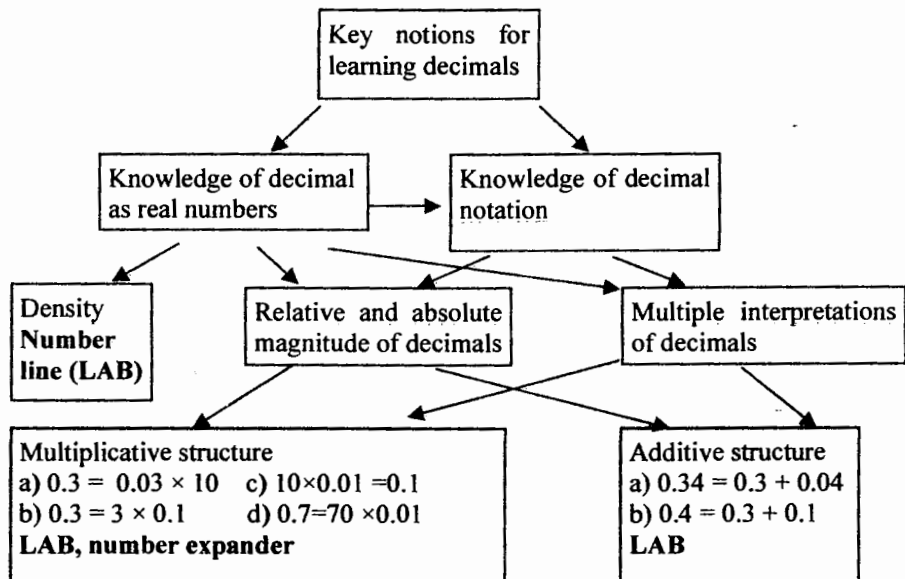 Key notions for
learning decimals
Knowledge of decimal
as real numbers
Knowledge of decimal
notation
Density
Number
line (LAB)
Relative and absolute
magnitude of decimals
Multiple interpretations
of decimals
Multiplicative structure
a) 0.3 = 0.03 × 10 c) 10×0.01 =0.1
b) 0.3 = 3 × 0.1 d) 0.7=70 ×0.01
LAB, number expander
Additive structure
a) 0.34 = 0.3 + 0.04
b) 0.4 = 0.3 + 0.1
LAB